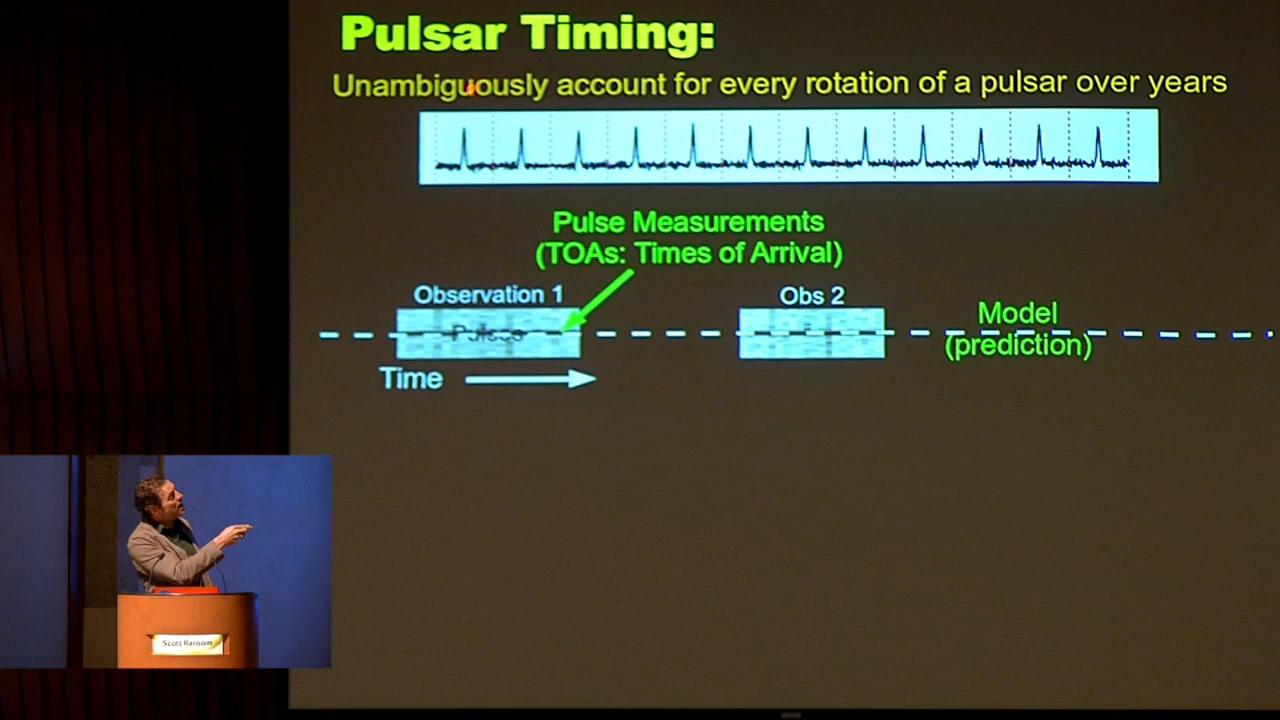 Pulsar Timing:
Unambiguously account for every rotation of a pulsar over years
Pulse Measurements
(TOAs: Times of Arrival)
Observation 1
Obs 2
Pulses
Model
(prediction)
Time
Scott Ransom